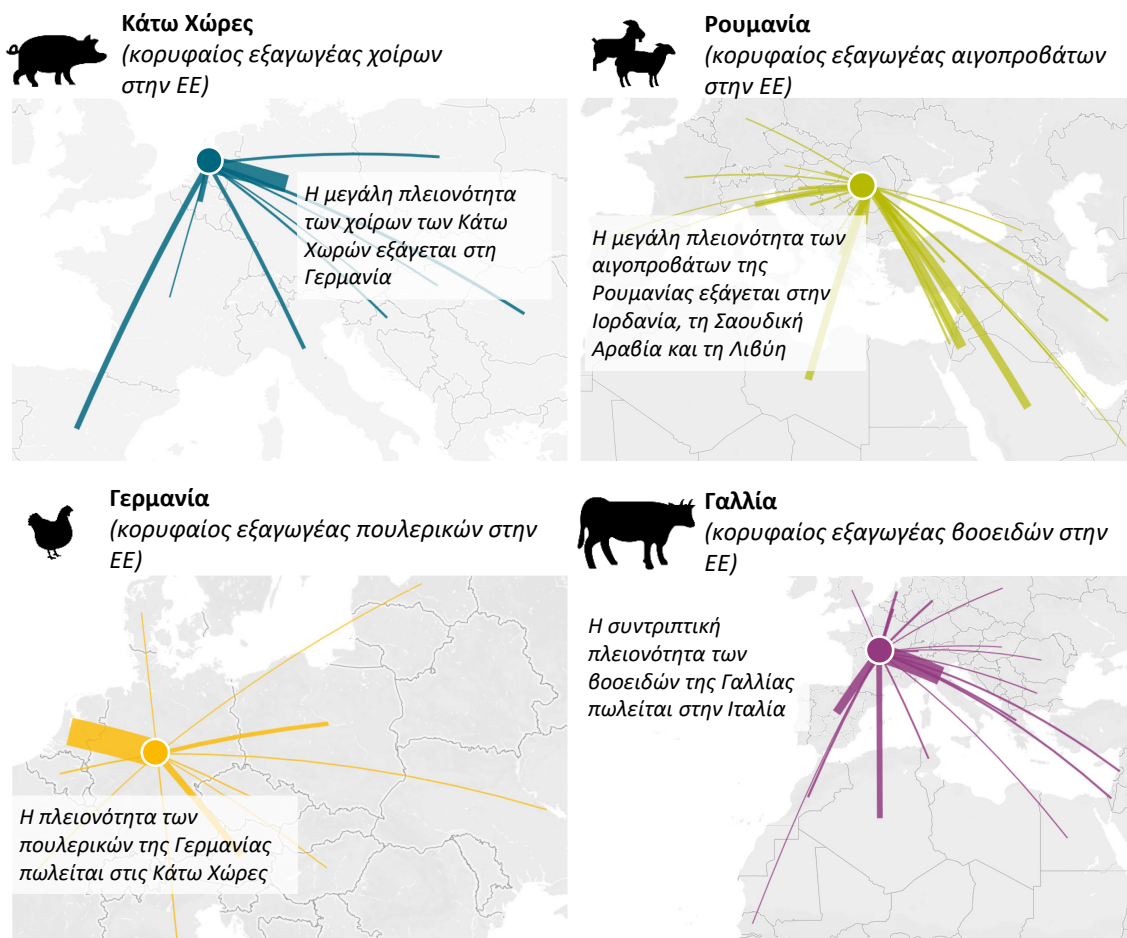 Κάτω Χώρες
(κορυφαίος εξαγωγέας χοίρων
στην ΕΕ)
Η μεγάλη πλειονότητα
των χοίρων των Κάτω
Χωρών εξάγεται στη
Γερμανία
Ρουμανία
(κορυφαίος εξαγωγέας αιγοπροβάτων
στην ΕΕ)
Η μεγάλη πλειονότητα των
αιγοπροβάτων της
Ρουμανίας εξάγεται στην
Ιορδανία, τη Σαουδική
Αραβία και τη Λιβύη
Γερμανία
(κορυφαίος εξαγωγέας πουλερικών στην
ΕΕ)
Η πλειονότητα των
πουλερικών της Γερμανίας
πωλείται στις Κάτω Χώρες
Γαλλία
(κορυφαίος εξαγωγέας βοοειδών στην
ΕΕ)
Η συντριπτική
πλειονότητα των
βοοειδών της Γαλλίας
πωλείται στην Ιταλία